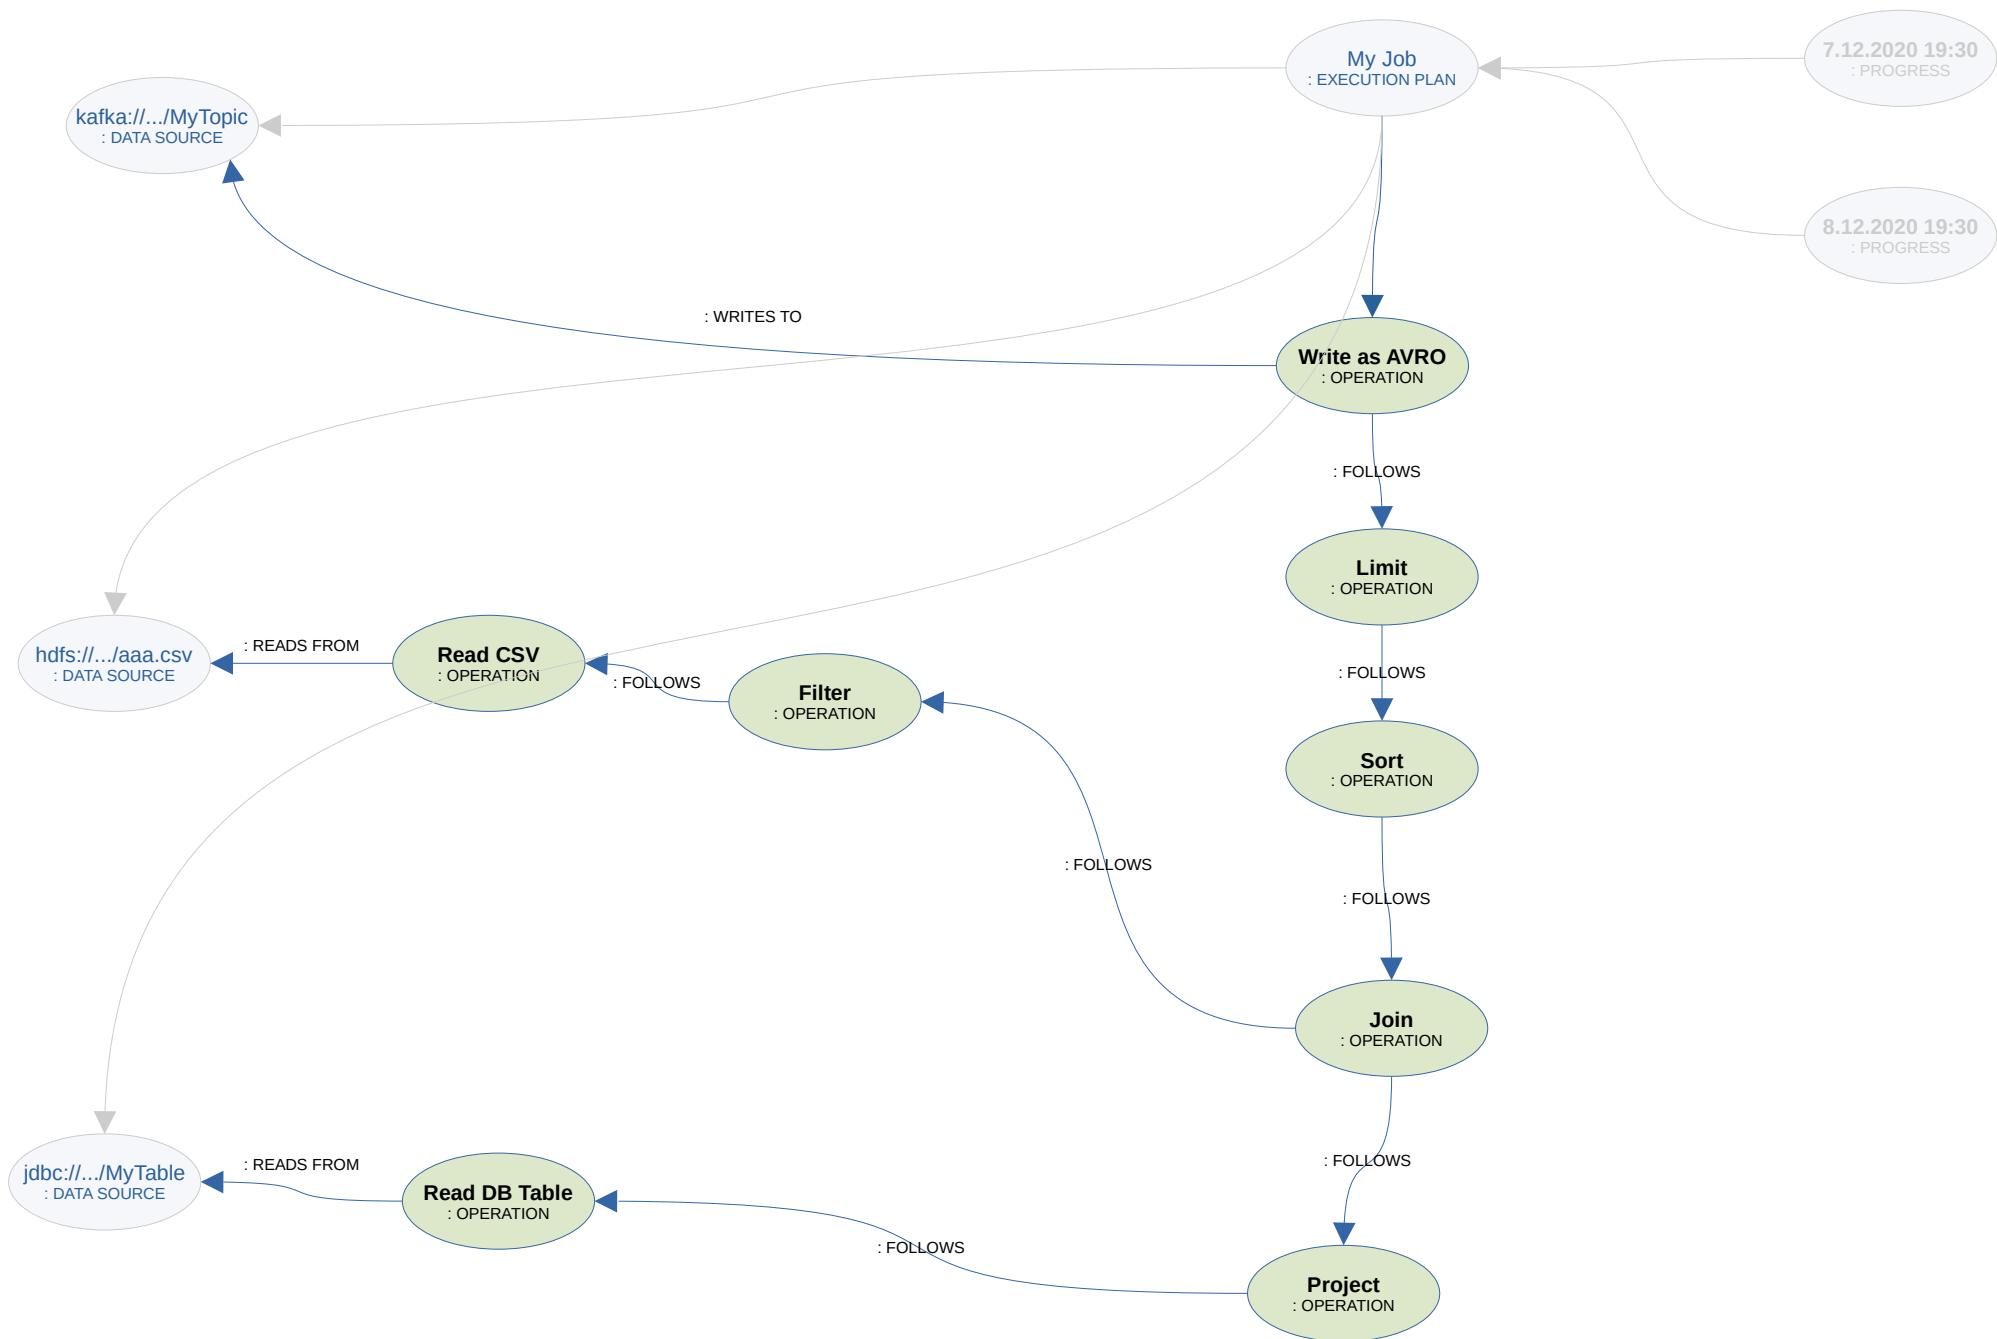 My Job
: EXECUTION PLAN
7.12.2020 19:30
: PROGRESS
kafka://.../MyTopic
: DATA SOURCE
8.12.2020 19:30
: PROGRESS
: WRITES TO
Write as AVRO
: OPERATION
: FOLLOWS
Limit
: OPERATION
hdfs://.../aaa.csv
: DATA SOURCE
: READS FROM
Read CSV
: OPERATION
: FOLLOWS
Filter
: OPERATION
: FOLLOWS
Sort
: OPERATION
: FOLLOWS
: FOLLOWS
Join
: OPERATION
: FOLLOWS
jdbc://.../MyTable
: DATA SOURCE
: READS FROM
Read DB Table
: OPERATION
: FOLLOWS
Project
: OPERATION